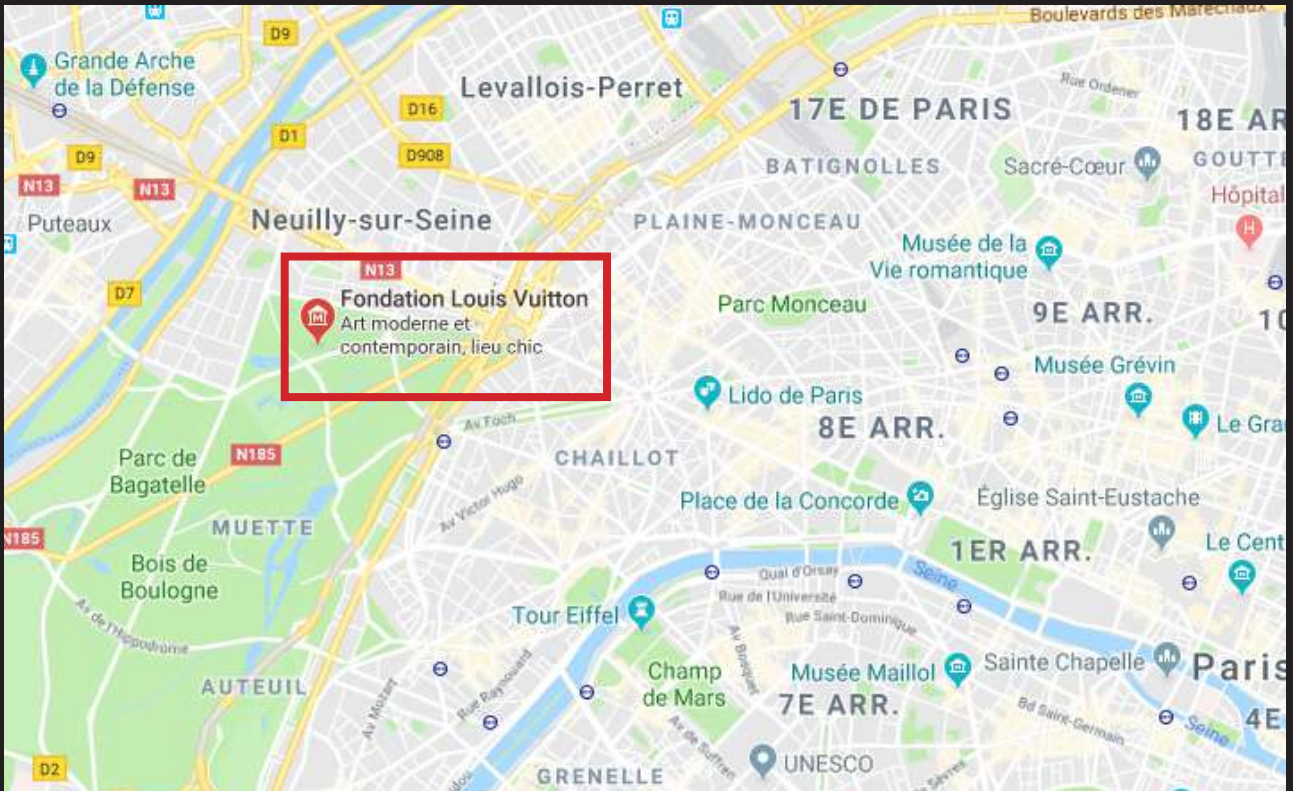 Boulevards des Maréchaux
D9
Grande Arche
de la Défense
Levallois-Perret
Rue Ordener
D16
17E DE PARIS
18E AR
D1
D9
D908
BATIGNOLLES
Sacré-Cœur
GOUTTE
N13
N13
Hôpital
H
Puteaux
Neuilly-sur-Seine
PLAINE-MONCEAU
Musée de la
Vie romantique
N13
D7
Fondation Louis Vuitton
Art moderne et
contemporain, lieu chic
Parc Monceau
9E ARR.
10
Musée Grévin
Lido de Paris
8E ARR.
Le Gra
Av Foch
Parc de
Bagatelle
N185
CHAILLOT
Av Victor Hugo
Place de la Concorde
Église Saint-Eustache
MUETTE
N185
1ER ARR.
Le Cent
Bois de
Boulogne
Quai d'Orsay
Seine
Rue de l'Université
Rue Saint-Dominique
Av de l'Hippodrome
Tour Eiffel
Av Bosquet
Champ
de Mars
Musée Maillol
Sainte Chapelle
Paris
AUTEUIL
Av Mozart
Rue Raynouard
7E ARR.
Bd Saint-Germain
Seine
4E
Av de Suffren
D2
GRENELLE
UNESCO
Sèvres